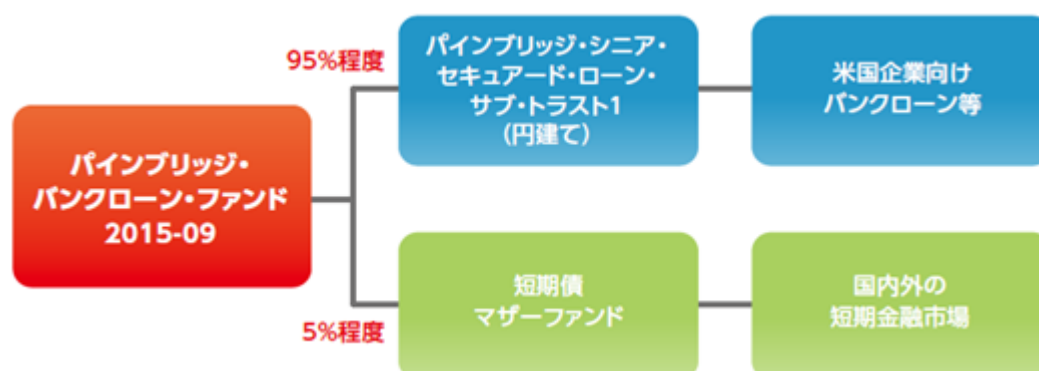 95%程度
パインブリッジ・シニア・
セキュアード・ローン・
サブ・トラスト1
（円建て）
米国企業向け
バンクローン等
パインブリッジ・
バンクローン・ファンド
2015-09
短期債
マザーファンド
国内外の
短期金融市場
5%程度